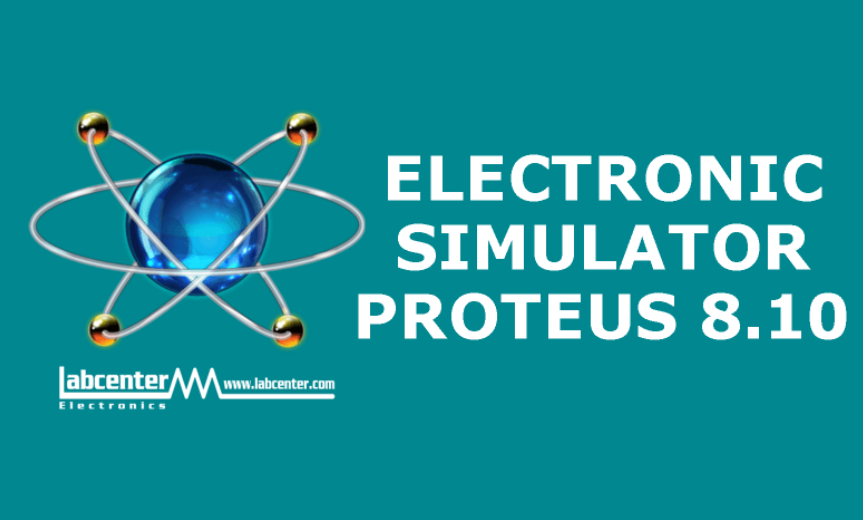 ELECTRONIC
SIMULATOR
PROTEUS 8.10
Labcenter www.labcenter.com
Electronics